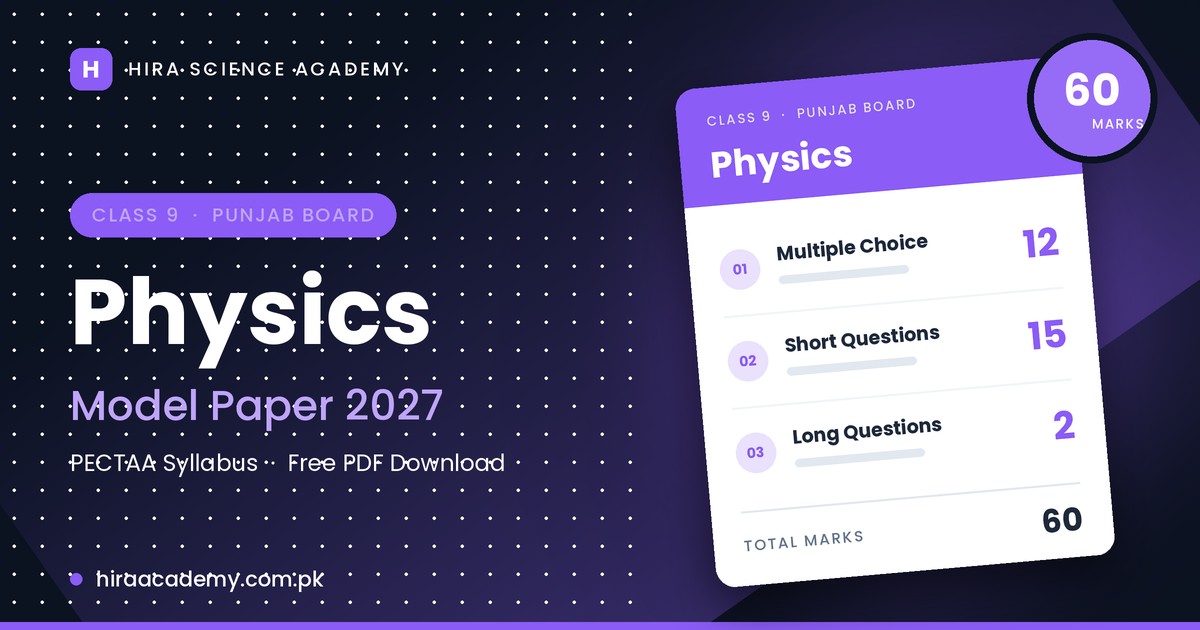 H HIRA SCIENCE ACADEMY
CLASS 9 · PUNJAB BOARD
Physics
Model Paper 2027
PECTAA Syllabus · Free PDF Download
hiraacademy.com.pk
60
MARKS
CLASS 9 · PUNJAB BOARD
Physics
01 Multiple Choice 12
02 Short Questions 15
03 Long Questions 2
TOTAL MARKS 60